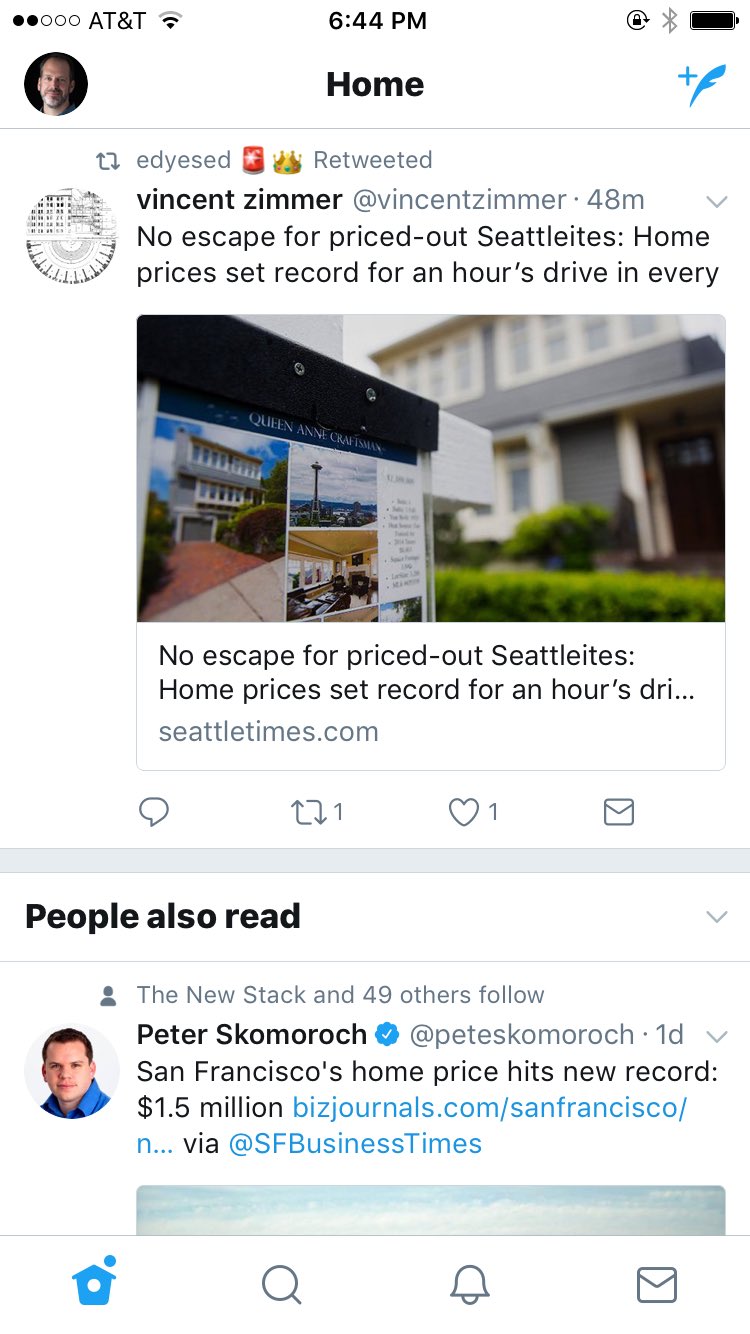 AT&T 6:44 PM
Home
edyesed 🚨👑 Retweeted
vincent zimmer @vincentzimmer · 48m
No escape for priced-out Seattleites: Home
prices set record for an hour’s drive in every
QUEEN ANNE CRAFTSMAN
No escape for priced-out Seattleites:
Home prices set record for an hour’s dri...
seattletimes.com
1 1
People also read
The New Stack and 49 others follow
Peter Skomoroch @peteskomoroch · 1d
San Francisco's home price hits new record:
$1.5 million bizjournals.com/sanfrancisco/
n... via @SFBusinessTimes